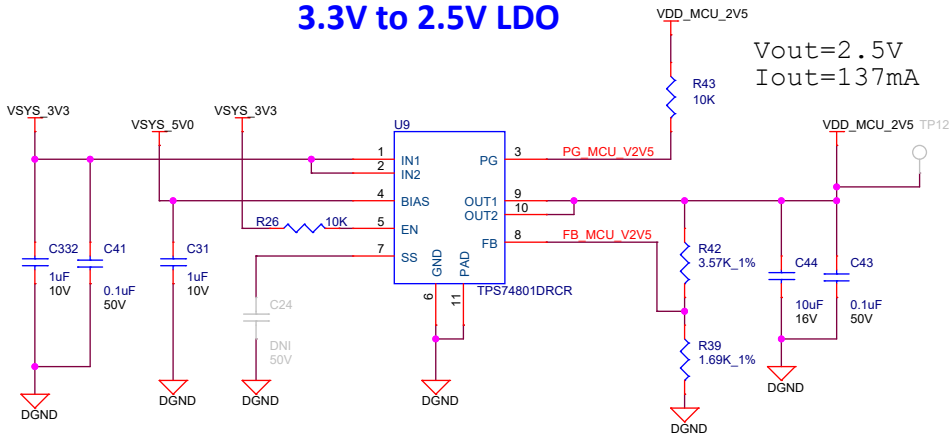 3.3V to 2.5V LDO
VDD_MCU_2V5
Vout=2.5V
Iout=137mA
R43
10K
VSYS_3V3
VSYS_5V0
VSYS_3V3
U9
VDD_MCU_2V5 TP12
1 IN1
2 IN2
PG 3 PG_MCU_V2V5
4 BIAS
OUT1 9
OUT2 10
R26 10K 5 EN
FB 8 FB_MCU_V2V5
7 SS
GND
PAD
6
11
TPS74801DRCR
C332
1uF
10V
C41
0.1uF
50V
C31
1uF
10V
C24
DNI
50V
R42
3.57K_1%
C44
10uF
16V
C43
0.1uF
50V
R39
1.69K_1%
DGND
DGND
DGND
DGND
DGND
DGND